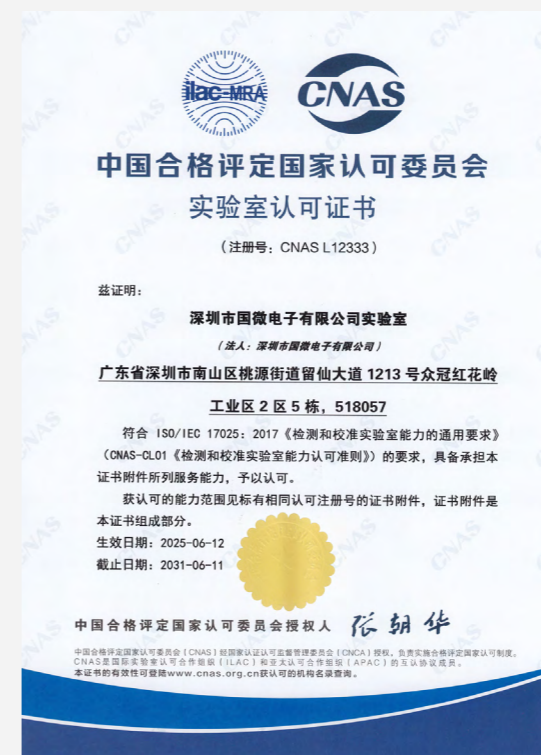 ilac-MRA
CNAS
中国合格评定国家认可委员会
实验室认可证书
（注册号：CNAS L12333）
兹证明：
深圳市国微电子有限公司实验室
（法人：深圳市国微电子有限公司）
广东省深圳市南山区桃源街道留仙大道 1213 号众冠红花岭
工业区 2 区 5 栋，518057
符合 ISO/IEC 17025：2017《检测和校准实验室能力的通用要求》
（CNAS-CL01《检测和校准实验室能力认可准则》）的要求，具备承担本
证书附件所列服务能力，予以认可。
获认可的能力范围见标有相同认可注册号的证书附件，证书附件是
本证书组成部分。
生效日期：2025-06-12
截止日期：2031-06-11
中国合格评定国家认可委员会授权人 张朝华
中国合格评定国家认可委员会（CNAS）经国家认证认可监督管理委员会（CNCA）授权，负责实施合格评定国家认可制度。
CNAS是国际实验室认可合作组织（ILAC）和亚太认可合作组织（APAC）的互认协议成员。
本证书的有效性可登陆www.cnas.org.cn获认可的机构名录查询。